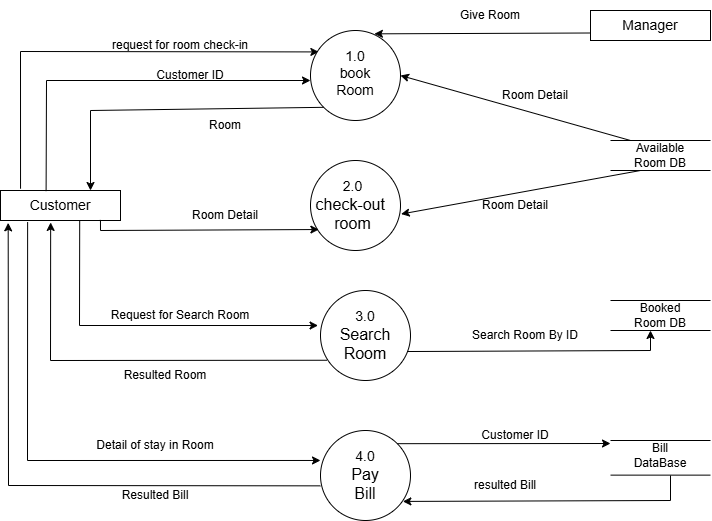 Give Room
Manager
request for room check-in
1.0
book
Room
Customer ID
Room Detail
Room
Available
Room DB
2.0
check-out
room
Customer
Room Detail
Room Detail
Request for Search Room
3.0
Search
Room
Booked
Room DB
Search Room By ID
Resulted Room
Detail of stay in Room
Customer ID
4.0
Pay
Bill
Bill
DataBase
resulted Bill
Resulted Bill